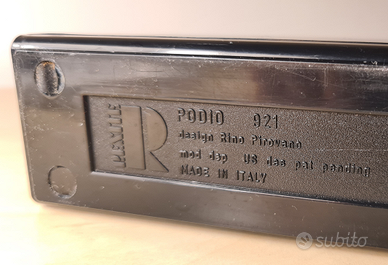 PODIO 921
design Rino Pirovano
mod dep US des pat pending
MADE IN ITALY
R
subito